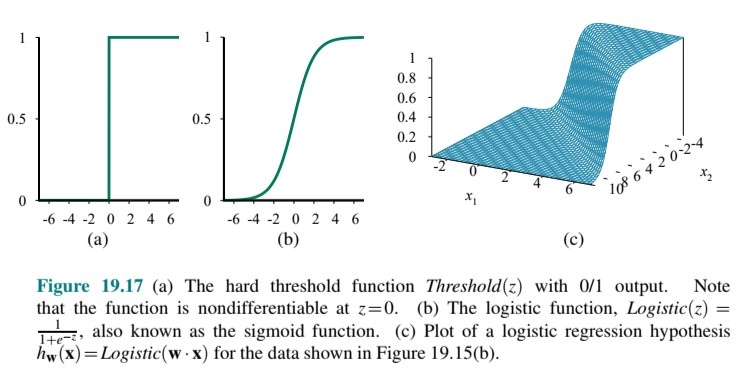 1
0.5
0
-6 -4 -2 0 2 4 6
(a)
1
0.5
0
-6 -4 -2 0 2 4 6
(b)
1
0.8
0.6
0.4
0.2
0
-2 0 2 4 6
x1
10 8 6 4 2 0 -2 -4
x2
(c)
Figure 19.17 (a) The hard threshold function Threshold(z) with 0/1 output. Note
that the function is nondifferentiable at z=0. (b) The logistic function, Logistic(z) =
1/(1+e^−z), also known as the sigmoid function. (c) Plot of a logistic regression hypothesis
hw(x)=Logistic(w·x) for the data shown in Figure 19.15(b).